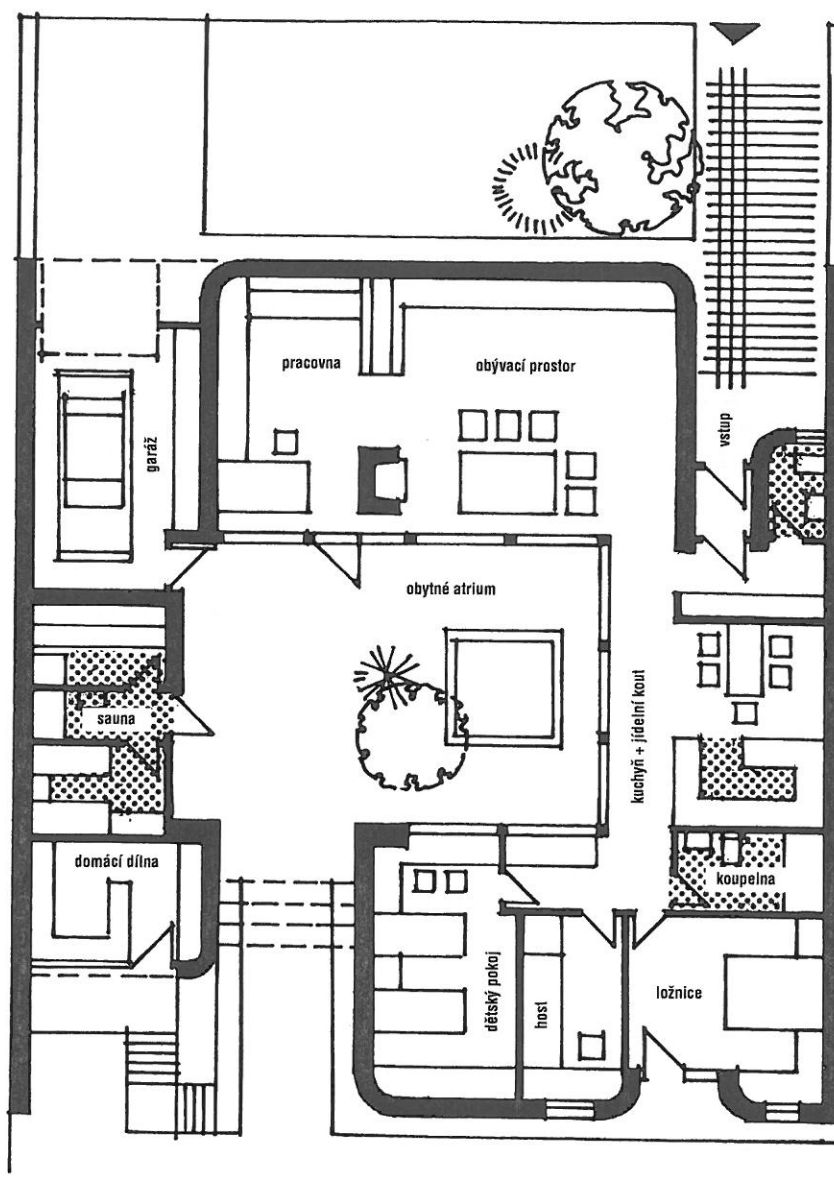 pracovna
obývací prostor
garáž
vstup
obytné atrium
sauna
kuchyň + jídelní kout
domácí dílna
koupelna
dětský pokoj
host
ložnice